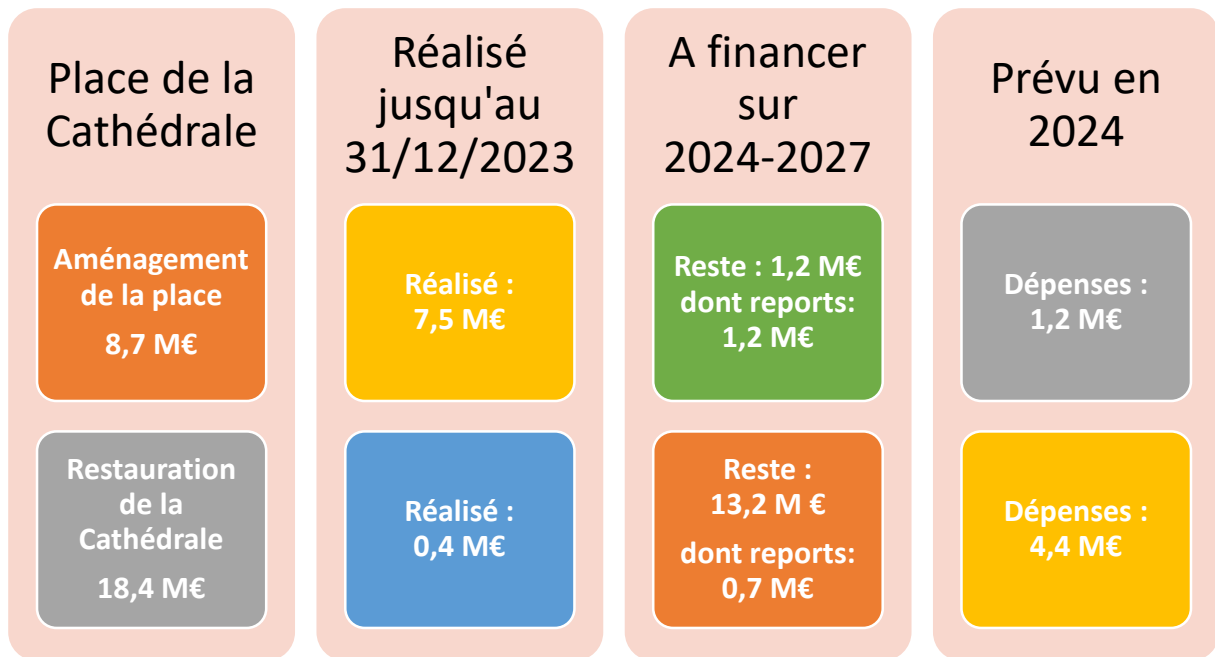 Place de la
Cathédrale
Aménagement
de la place
8,7 M€
Restauration
de la
Cathédrale
18,4 M€
Réalisé
jusqu'au
31/12/2023
Réalisé :
7,5 M€
Réalisé :
0,4 M€
A financer
sur
2024-2027
Reste : 1,2 M€
dont reports:
1,2 M€
Reste :
13,2 M €
dont reports:
0,7 M€
Prévu en
2024
Dépenses :
1,2 M€
Dépenses :
4,4 M€